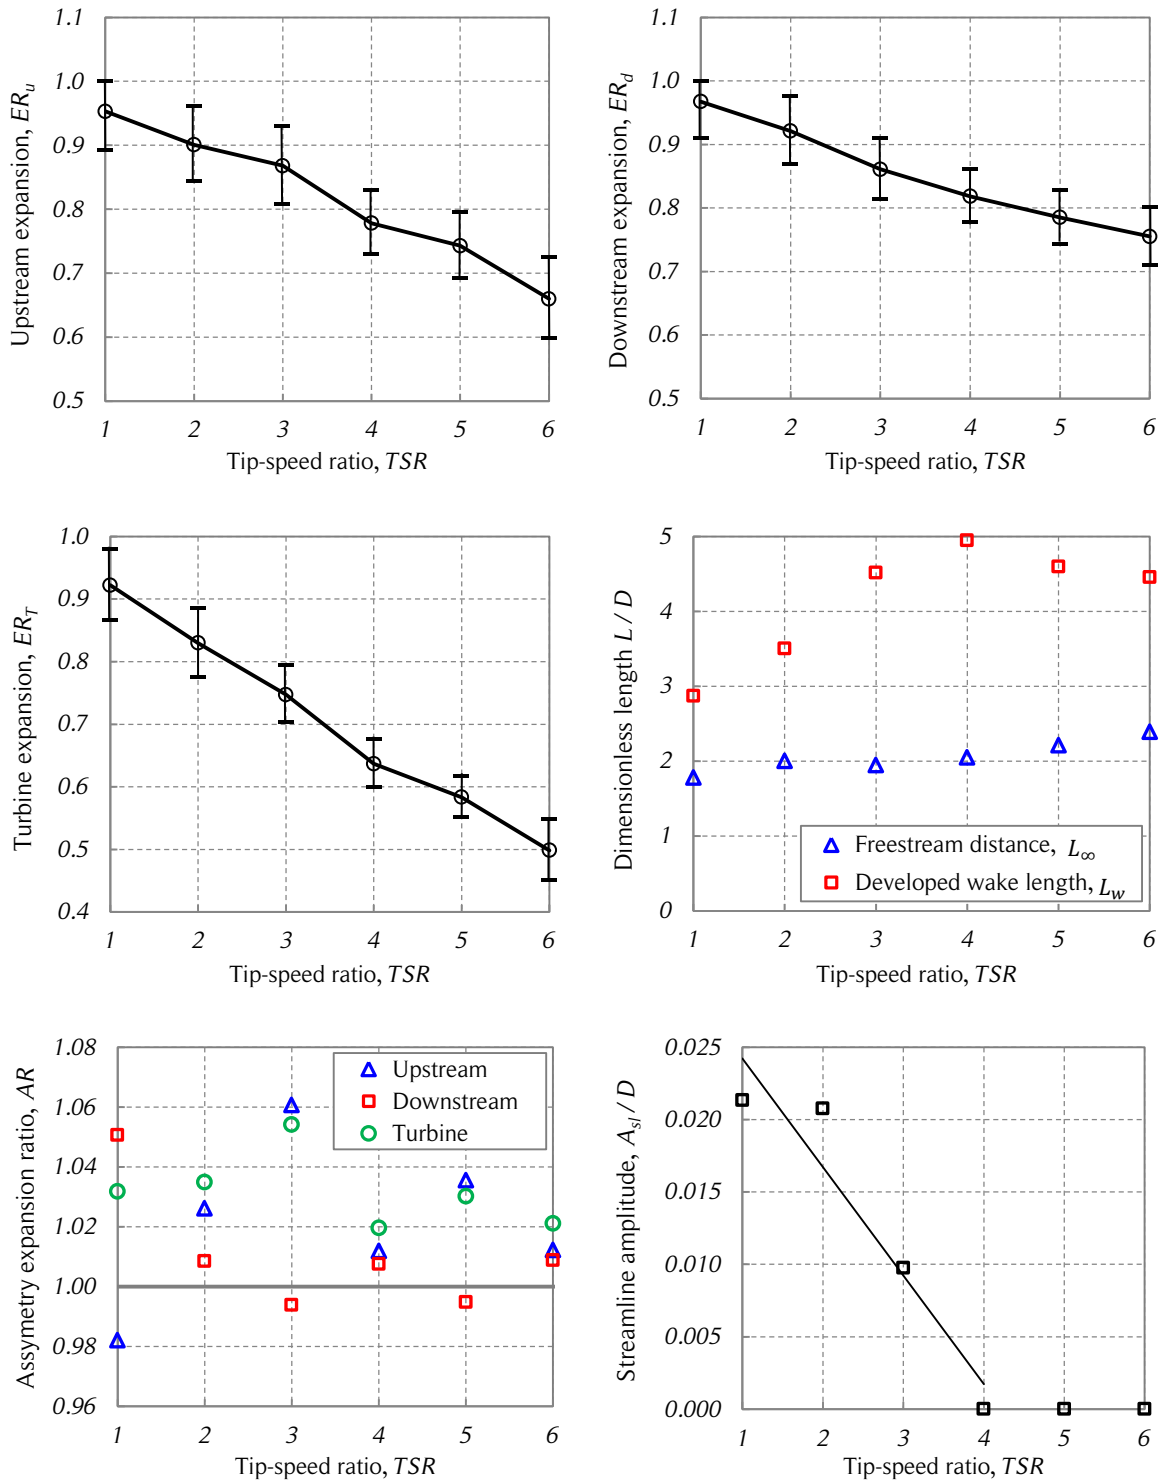 Upstream expansion, ER_u
1.1
1.0
0.9
0.8
0.7
0.6
0.5
1 2 3 4 5 6
Tip-speed ratio, TSR
Downstream expansion, ER_d
1.1
1.0
0.9
0.8
0.7
0.6
0.5
1 2 3 4 5 6
Tip-speed ratio, TSR
Turbine expansion, ER_T
1.0
0.9
0.8
0.7
0.6
0.5
0.4
1 2 3 4 5 6
Tip-speed ratio, TSR
Dimensionless length L / D
5
4
3
2
1
0
Freestream distance, L_∞
Developed wake length, L_w
1 2 3 4 5 6
Tip-speed ratio, TSR
Assymetry expansion ratio, AR
1.08
1.06
1.04
1.02
1.00
0.98
0.96
Upstream
Downstream
Turbine
1 2 3 4 5 6
Tip-speed ratio, TSR
Streamline amplitude, A_sl / D
0.025
0.020
0.015
0.010
0.005
0.000
1 2 3 4 5 6
Tip-speed ratio, TSR